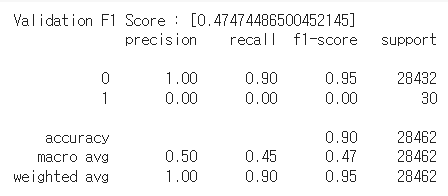 Validation F1 Score : [0.47474486500452145]
precision recall f1-score support
0 1.00 0.90 0.95 28432
1 0.00 0.00 0.00 30
accuracy 0.90 28462
macro avg 0.50 0.45 0.47 28462
weighted avg 1.00 0.90 0.95 28462